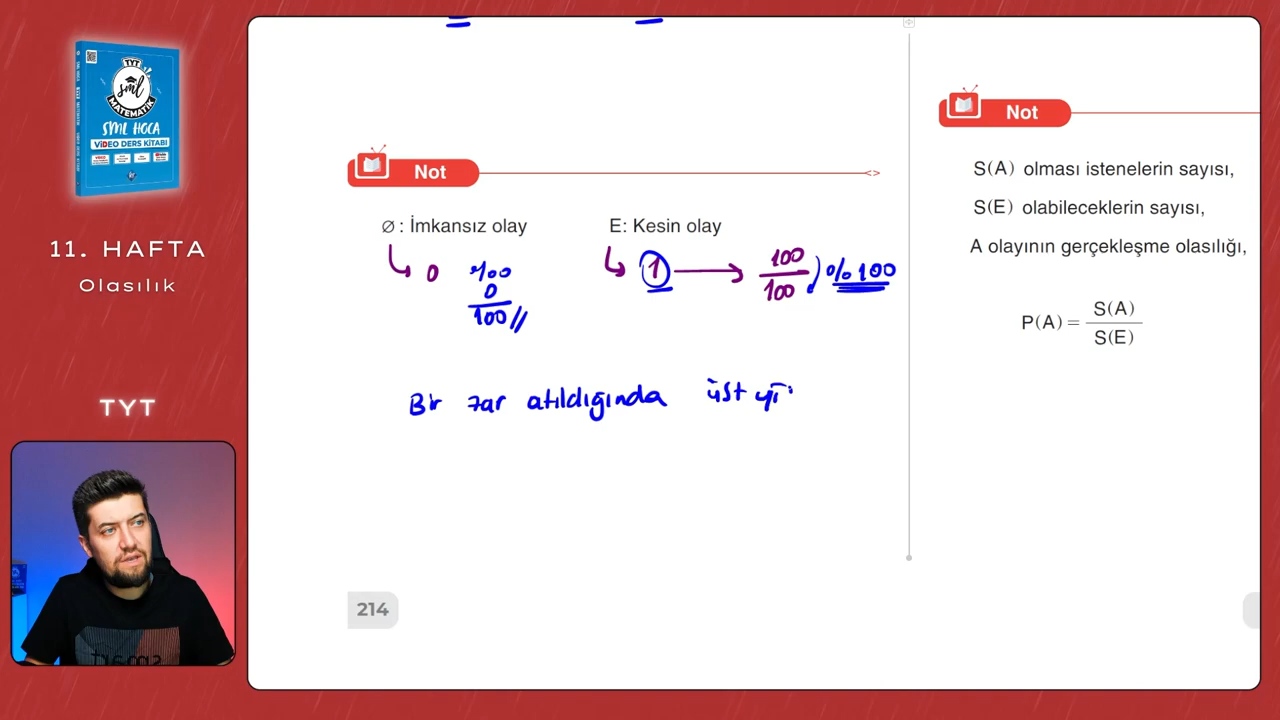 TYT
sml
MATEMATİK
SML HOCA
VİDEO DERS KİTABI
11. HAFTA
Olasılık
TYT
Not
∅ : İmkansız olay
E: Kesin olay
0
%0
0
100
1
100
100
%100
Bir zar atıldığında üst
214
Not
S(A) olması istenelerin sayısı,
S(E) olabileceklerin sayısı,
A olayının gerçekleşme olasılığı,
P(A) = S(A)
S(E)